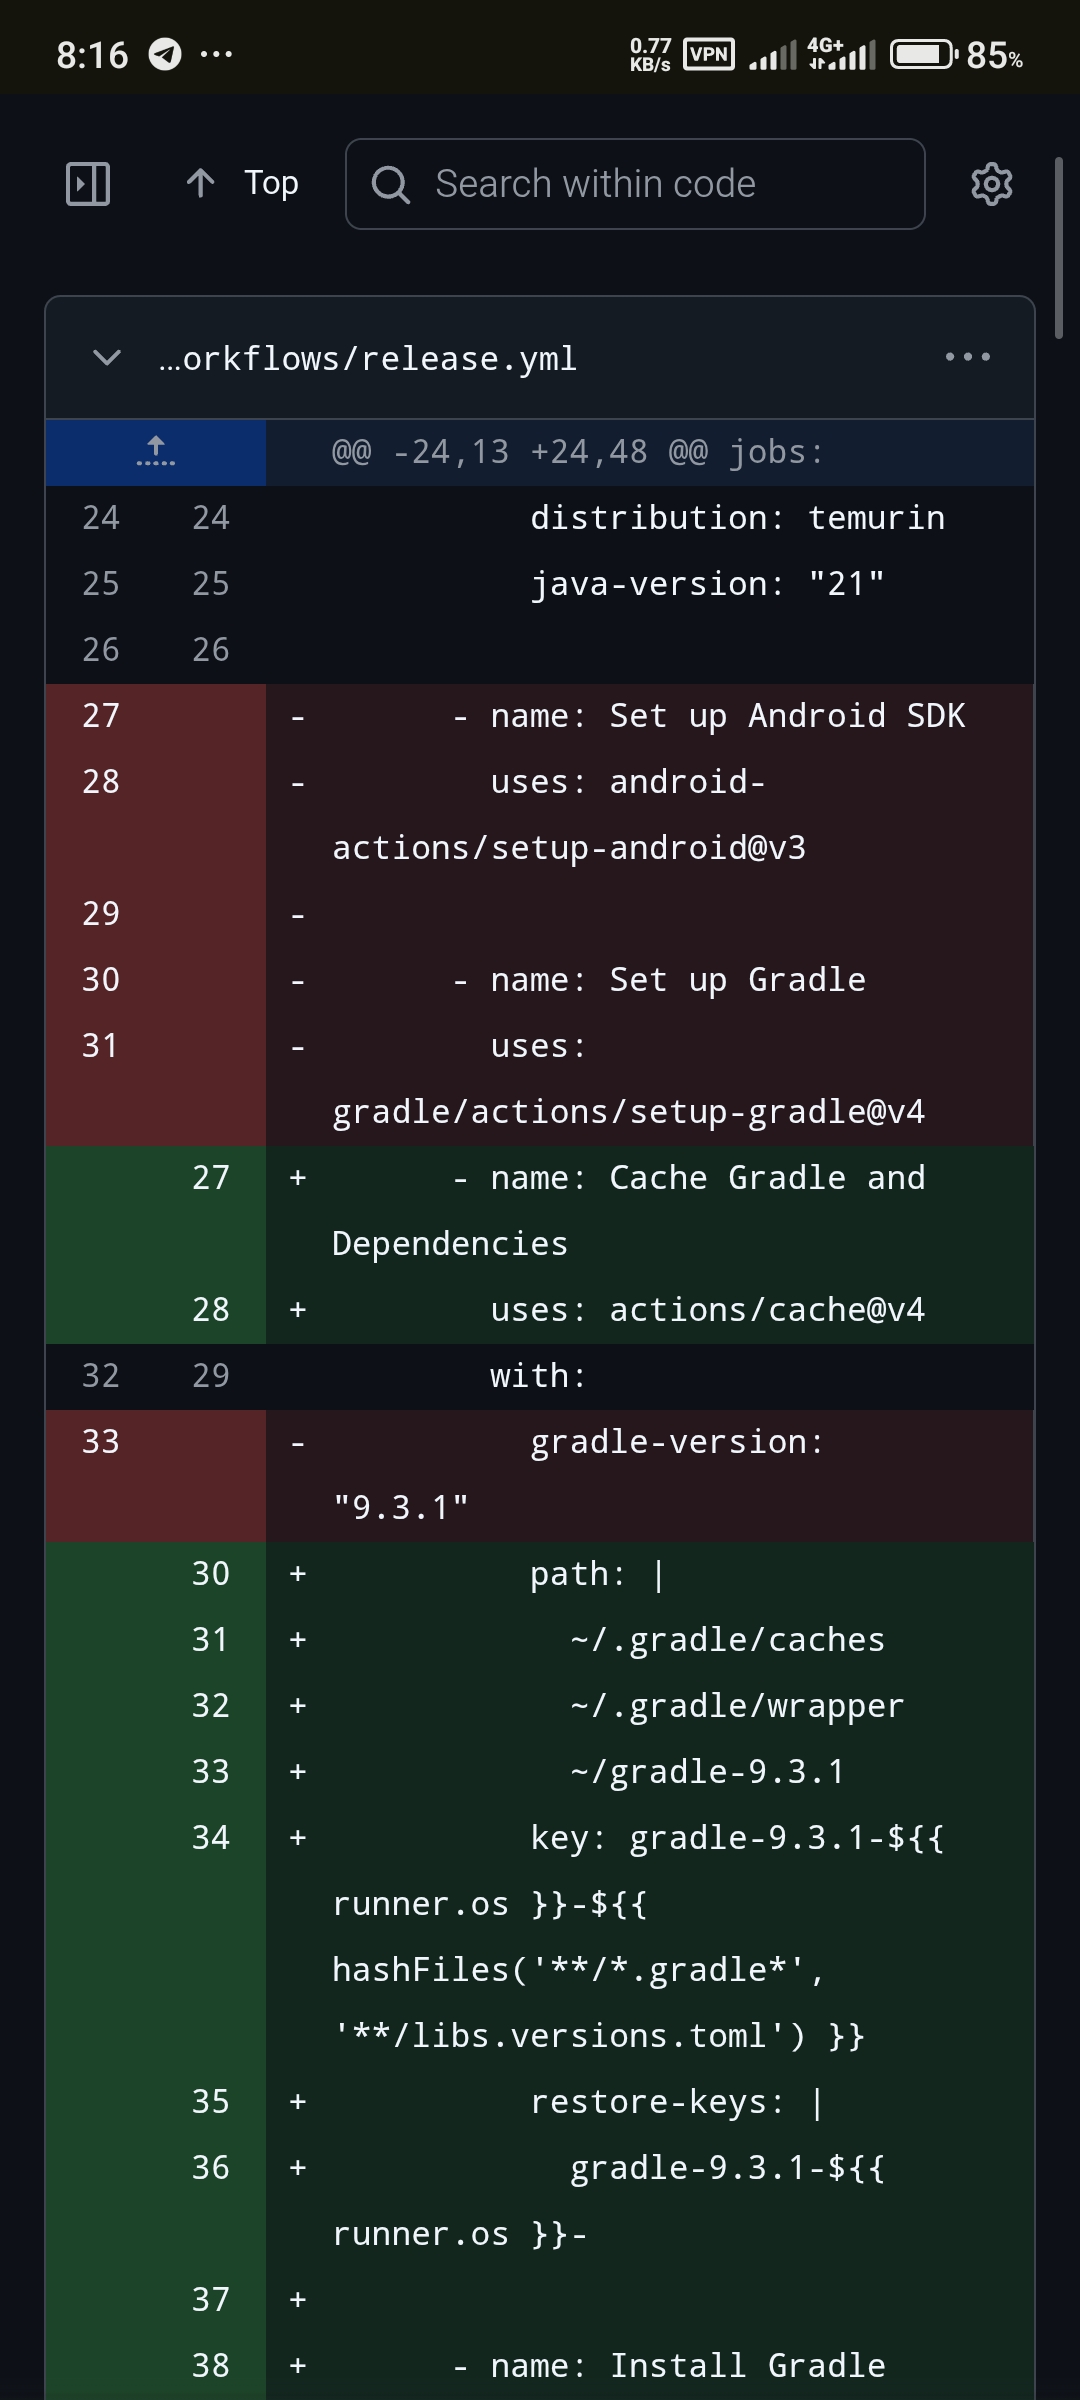 8:16 ... 0.77 KB/s VPN 4G+ 85%
Top Search within code
...orkflows/release.yml
@@ -24,13 +24,48 @@ jobs:
24 24 distribution: temurin
25 25 java-version: "21"
26 26
27 - - name: Set up Android SDK
28 - uses: android-
actions/setup-android@v3
29 -
30 - - name: Set up Gradle
31 - uses:
gradle/actions/setup-gradle@v4
27 + - name: Cache Gradle and
Dependencies
28 + uses: actions/cache@v4
32 29 with:
33 - gradle-version:
"9.3.1"
30 + path: |
31 + ~/.gradle/caches
32 + ~/.gradle/wrapper
33 + ~/gradle-9.3.1
34 + key: gradle-9.3.1-${{
runner.os }}-${{
hashFiles('**/*.gradle*',
'**/libs.versions.toml') }}
35 + restore-keys: |
36 + gradle-9.3.1-${{
runner.os }}-
37 +
38 + - name: Install Gradle